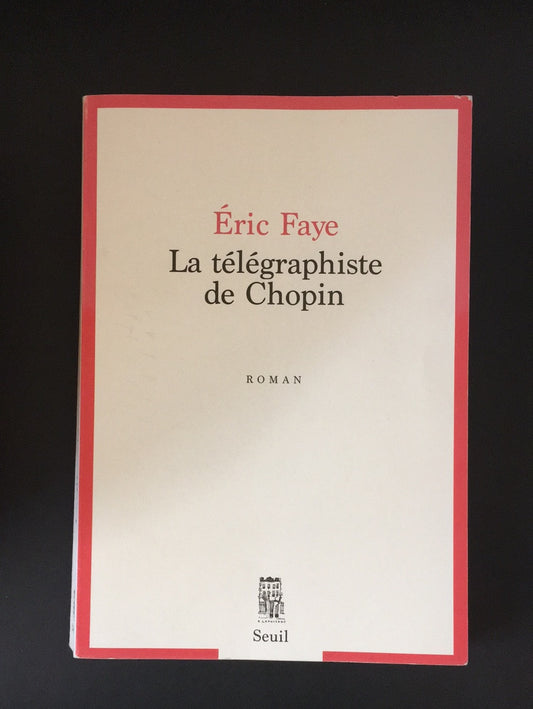 Éric Faye
La télégraphiste
de Chopin
ROMAN
Seuil